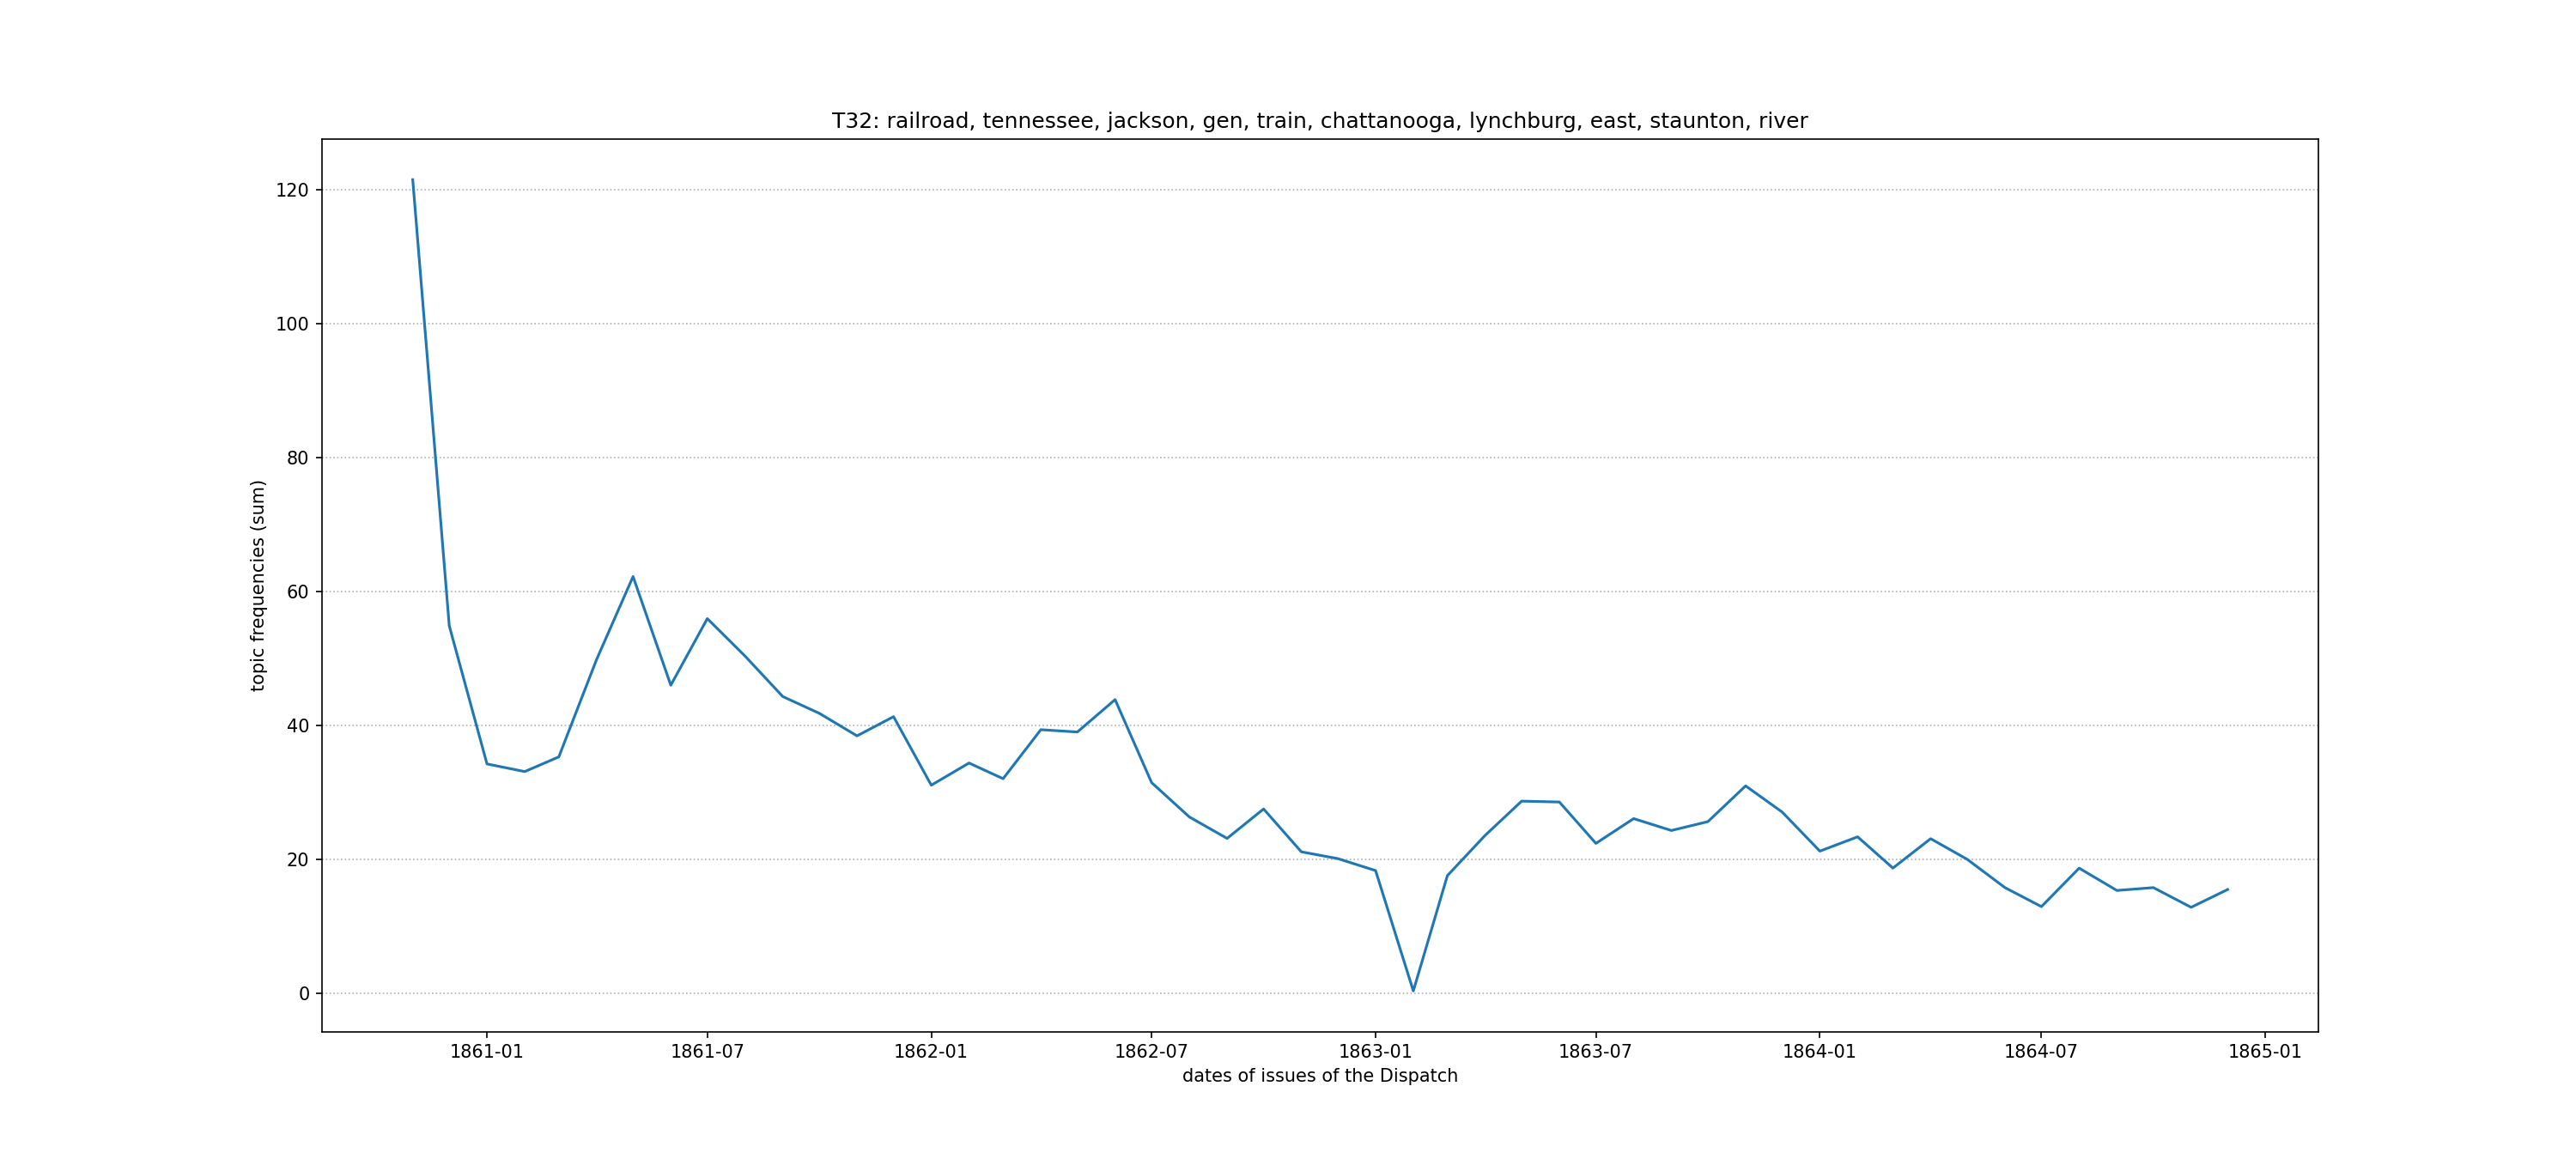 T32: railroad, tennessee, jackson, gen, train, chattanooga, lynchburg, east, staunton, river
topic frequencies (sum)
120
100
80
60
40
20
0
1861-01 1861-07 1862-01 1862-07 1863-01 1863-07 1864-01 1864-07 1865-01
dates of issues of the Dispatch